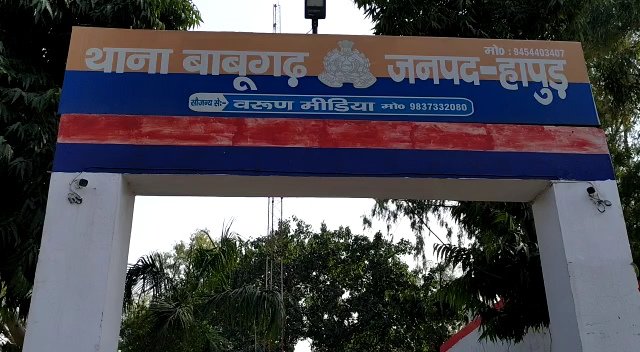 मो० : 9454403407
थाना बाबूगढ़ जनपद-हापुड़
सौजन्य से:- वरूण मीडिया मो० 9837332080